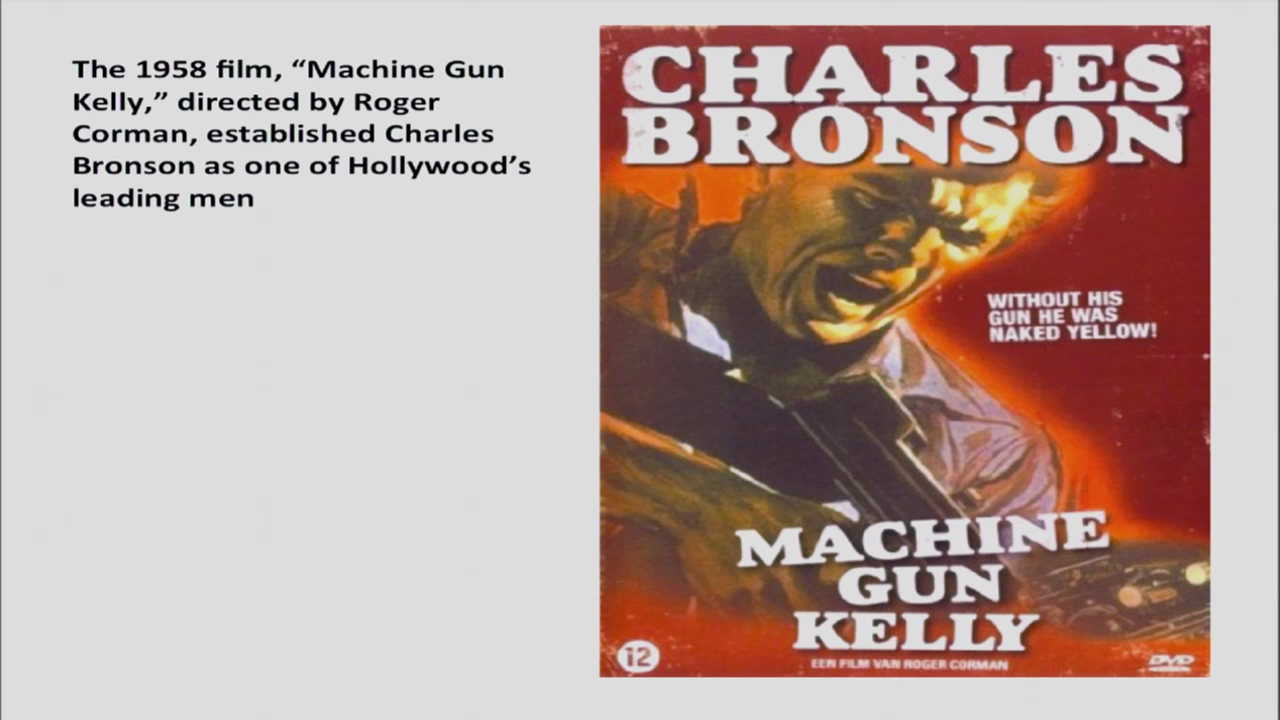 The 1958 film, “Machine Gun
Kelly,” directed by Roger
Corman, established Charles
Bronson as one of Hollywood’s
leading men
CHARLES
BRONSON
WITHOUT HIS
GUN HE WAS
NAKED YELLOW!
MACHINE
GUN
KELLY
12
EEN FILM VAN ROGER CORMAN
DVD